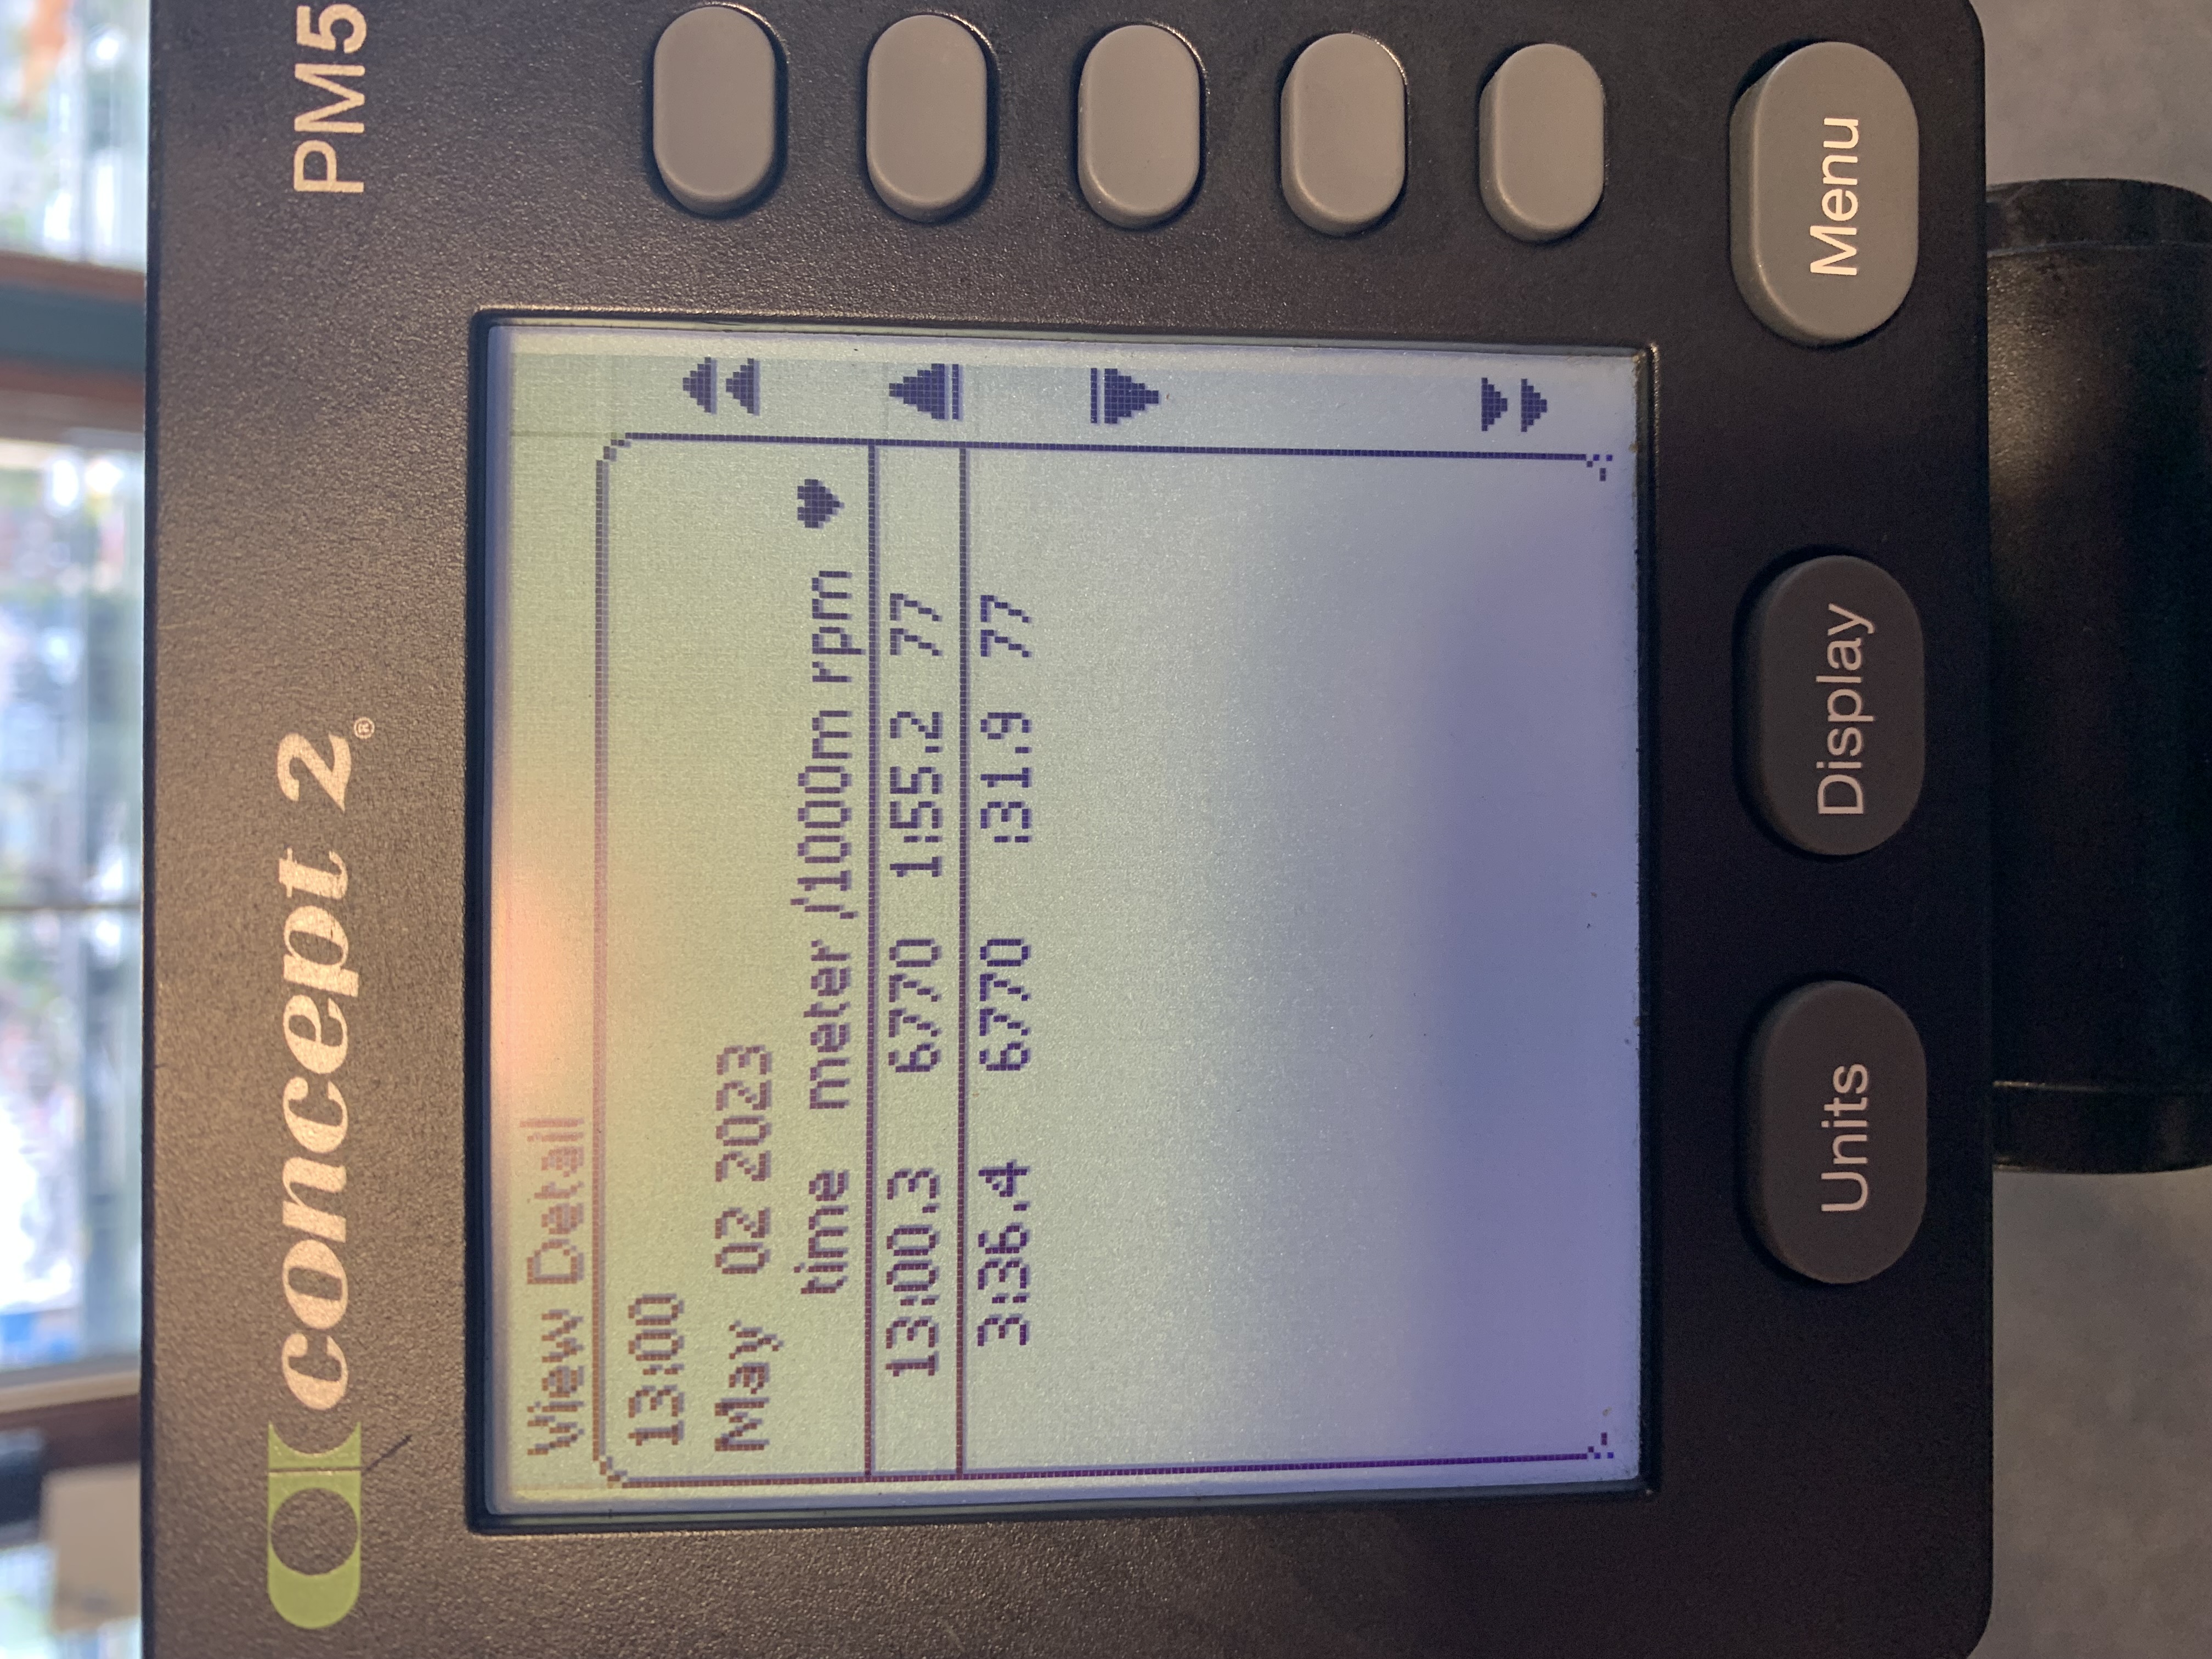 concept 2®
PM5
View Detail
13:00
May 02 2023
time meter /1000m rpm ♥
13:00.3 6770 1:55.2 77
3:36.4 6770 :31.9 77
Units
Display
Menu